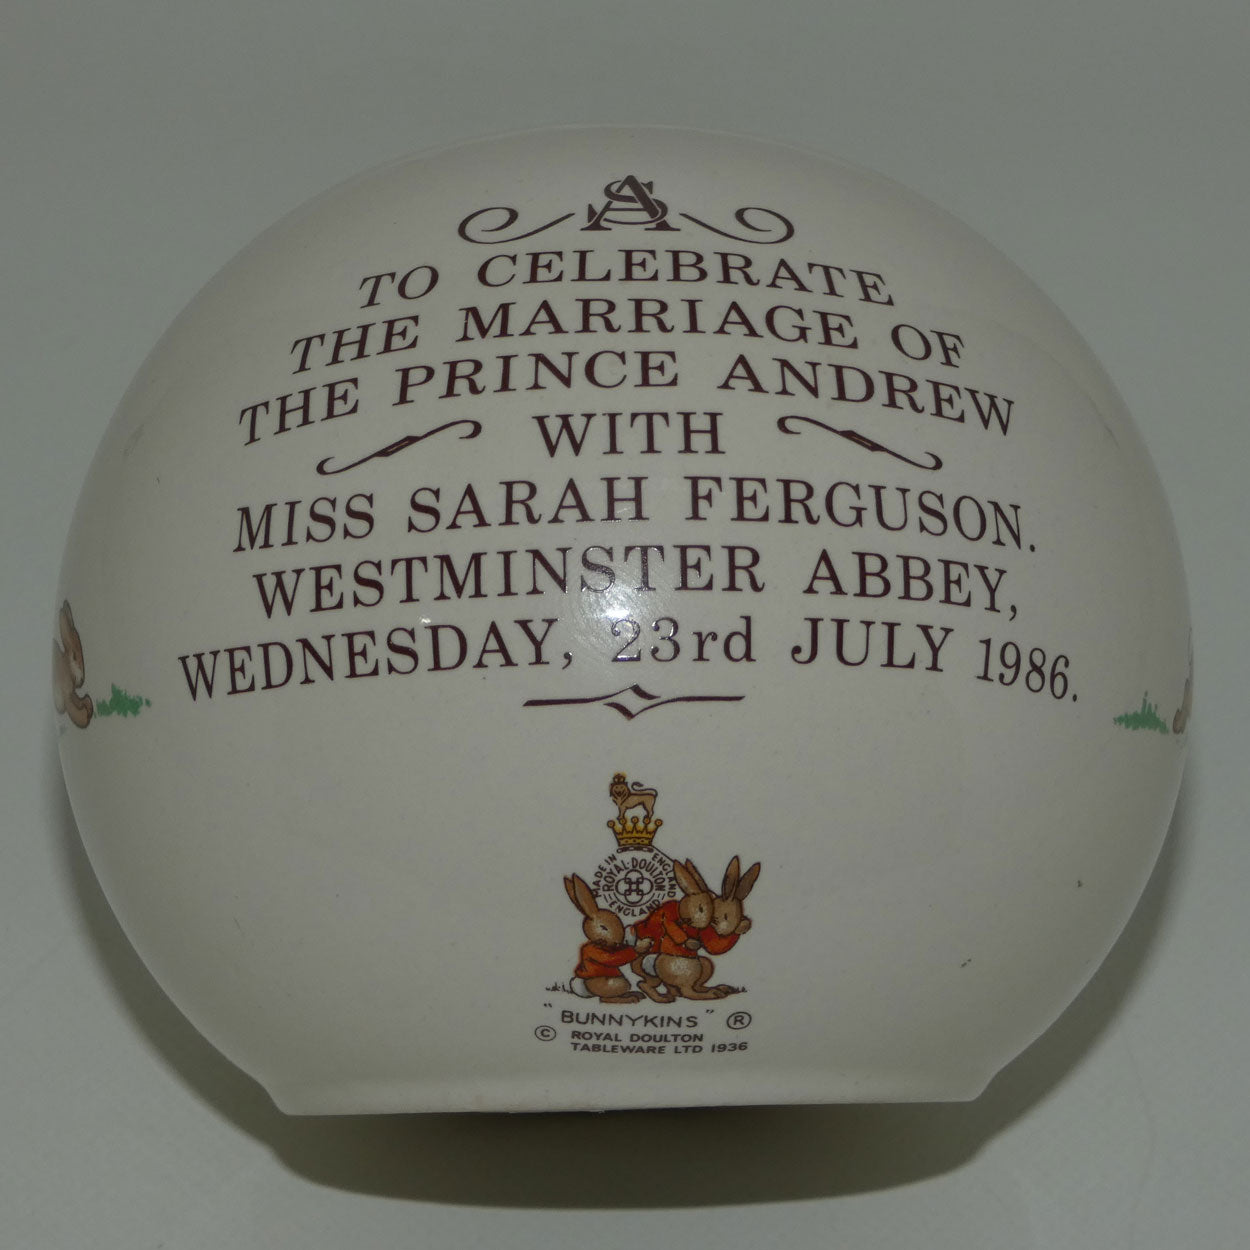 AS
TO CELEBRATE
THE MARRIAGE OF
THE PRINCE ANDREW
WITH
MISS SARAH FERGUSON.
WESTMINSTER ABBEY,
WEDNESDAY, 23rd JULY 1986.
MADE IN ENGLAND
ROYAL·DOULTON
ENGLAND
"BUNNYKINS" ®
© ROYAL DOULTON
TABLEWARE LTD 1936